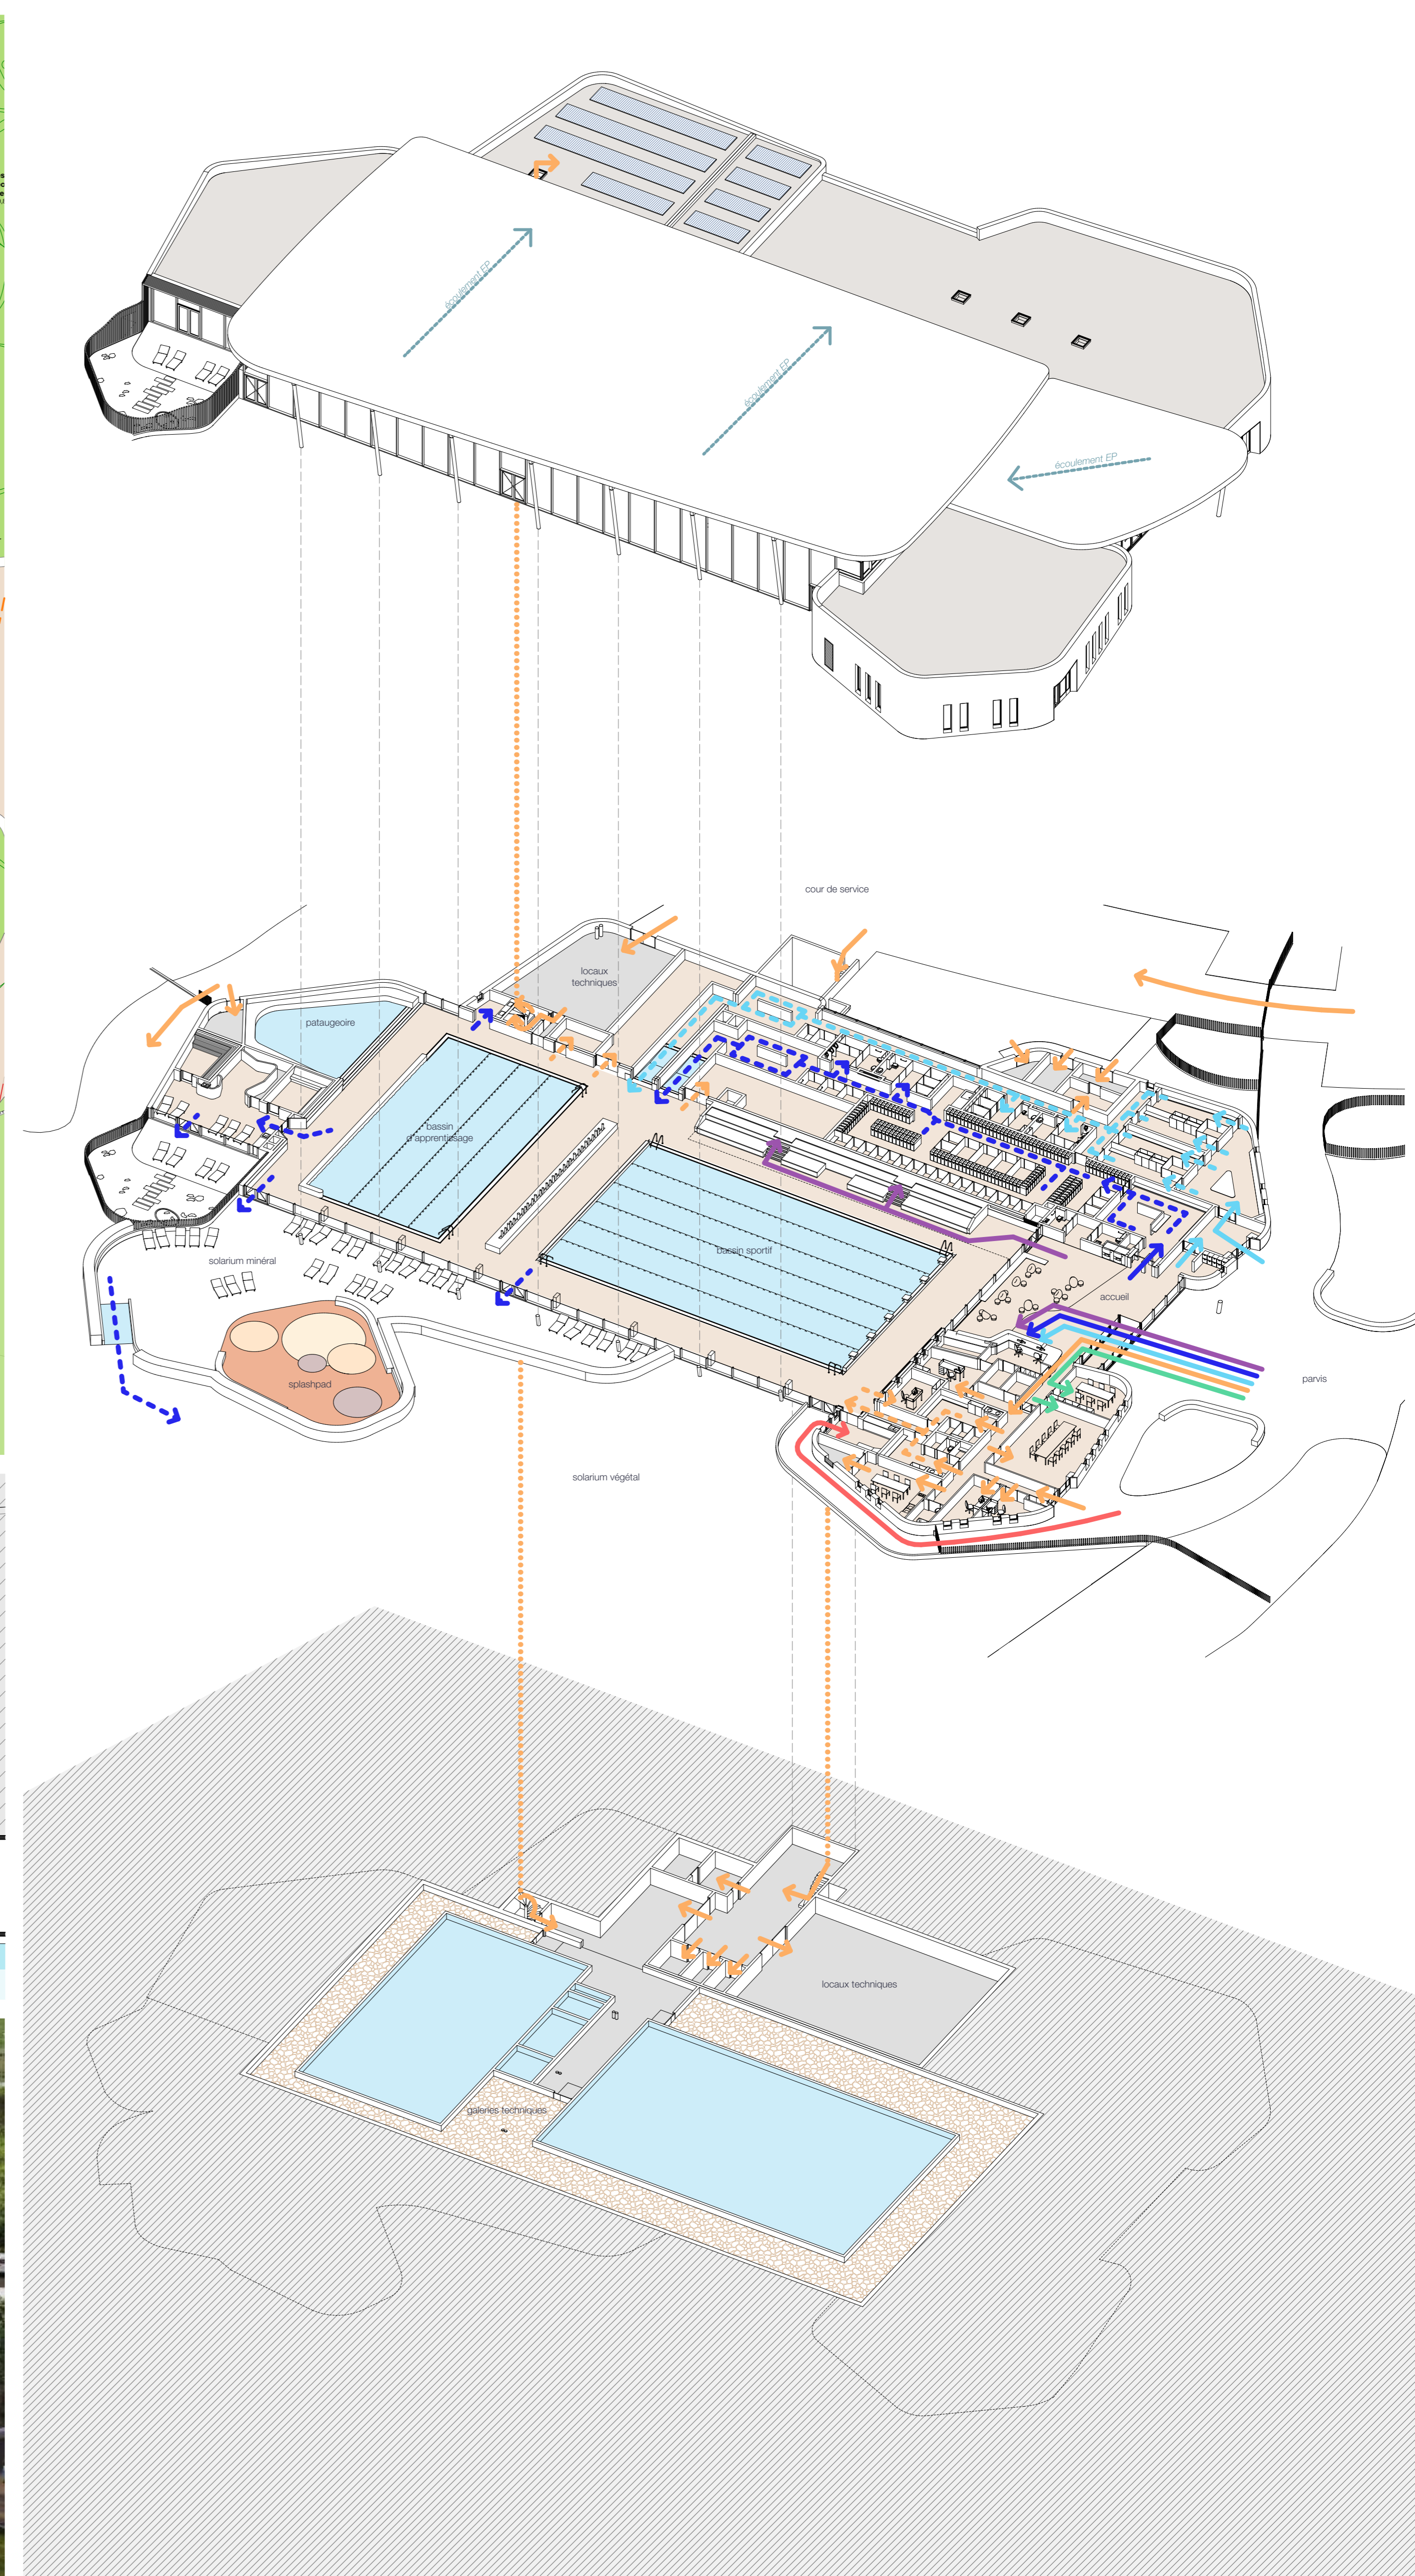 écoulement EP
écoulement EP
écoulement EP
cour de service
locaux
techniques
pataugeoire
bassin
d'apprentissage
bassin sportif
solarium minéral
accueil
splashpad
parvis
solarium végétal
locaux techniques
galeries techniques